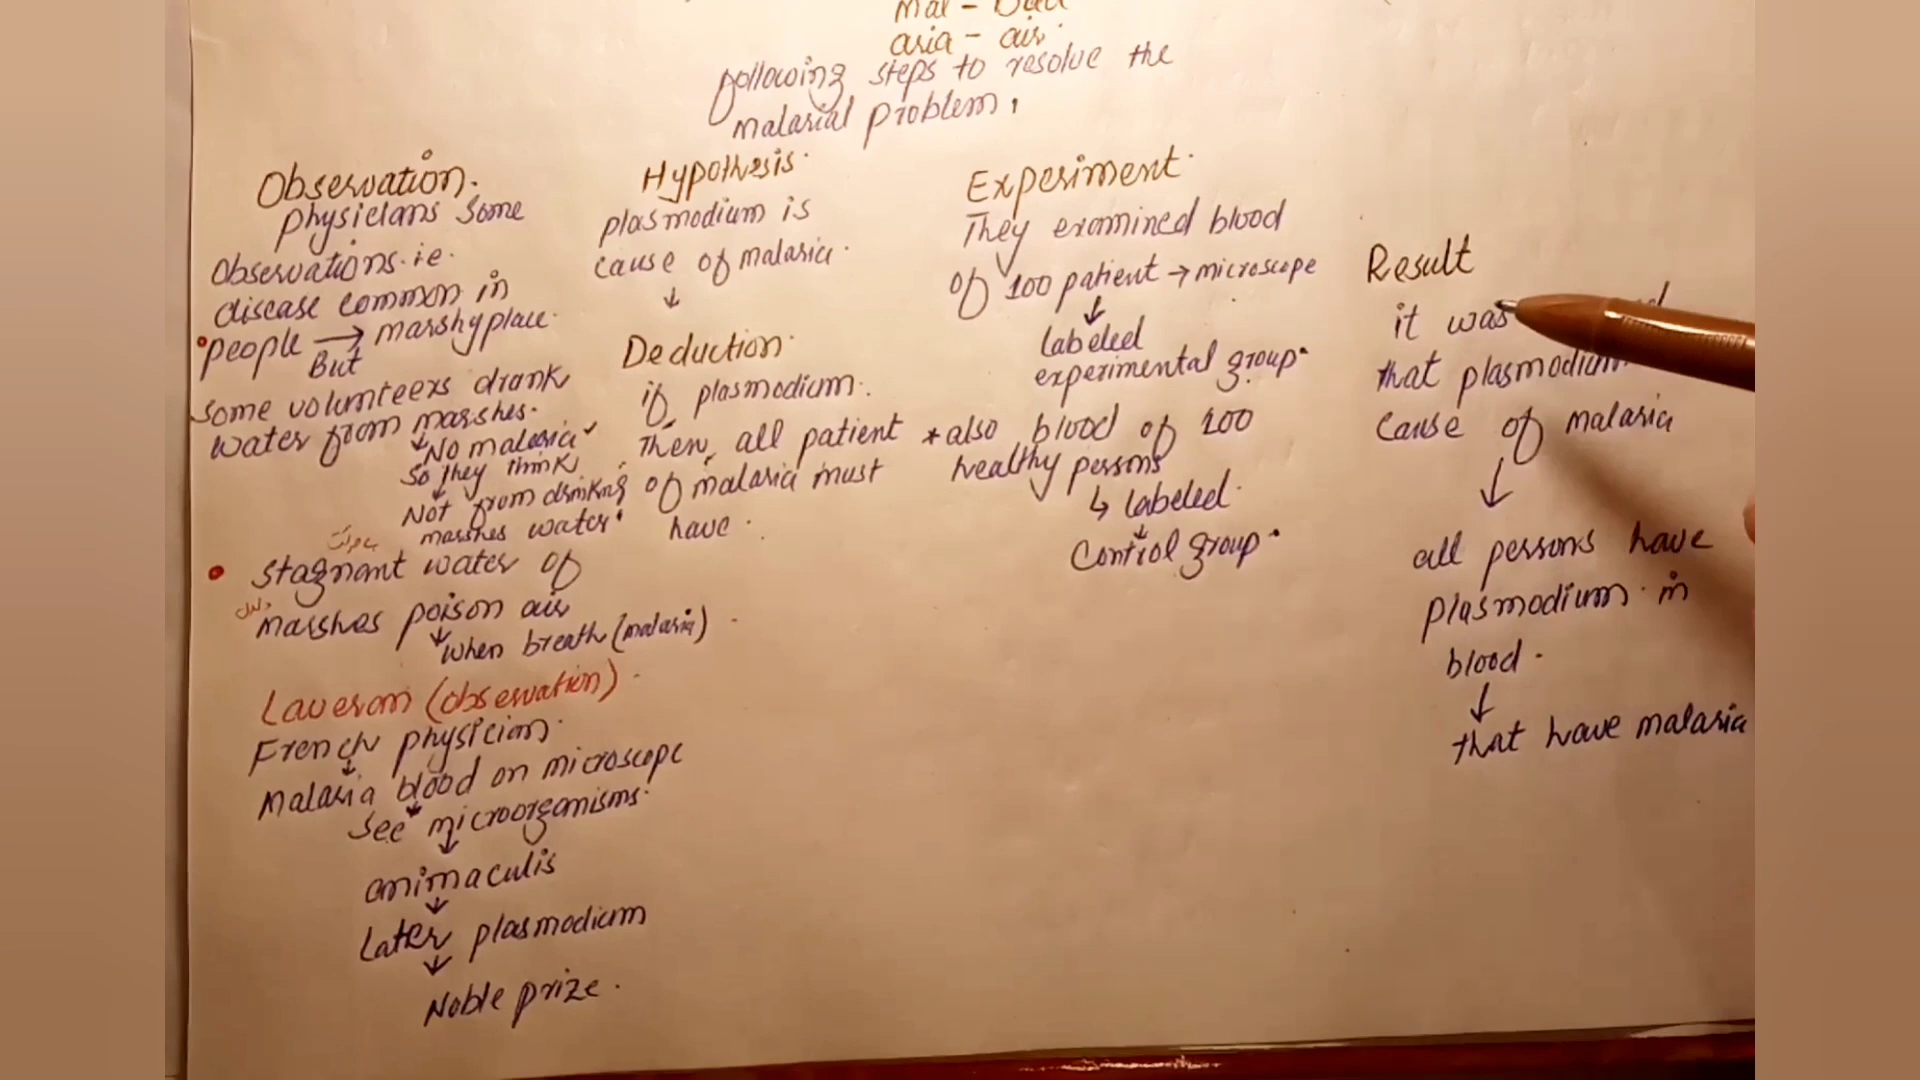 Mal - Bad
aria - air.
following steps to resolve the
malarial problem.
Observation.
physicians some
observations. i.e.
disease common in
people → marshyplace.
But
some volunteers drank
water from marshes.
↓ No malaria ✓
So they think
Not from drinking
marshes water.
stagnant water of
marshes poison air
↓ when breath (malaria)
Laveran (observation).
French physician.
malaria blood on microscope
see microorganisms.
animaculis
↓
Later plasmodium
↓
Noble prize.
Hypothesis.
plasmodium is
cause of malaria.
↓
Deduction.
if plasmodium.
Then, all patient
of malaria must
have.
Experiment.
They examined blood
of 100 patient → microscope
↓
labeled
experimental group.
* also blood of 100
healthy persons
↳ labeled.
↓
Control group.
Result
it was
that plasmodium
cause of malaria
↓
all persons have
plasmodium in
blood.
↓
that have malaria